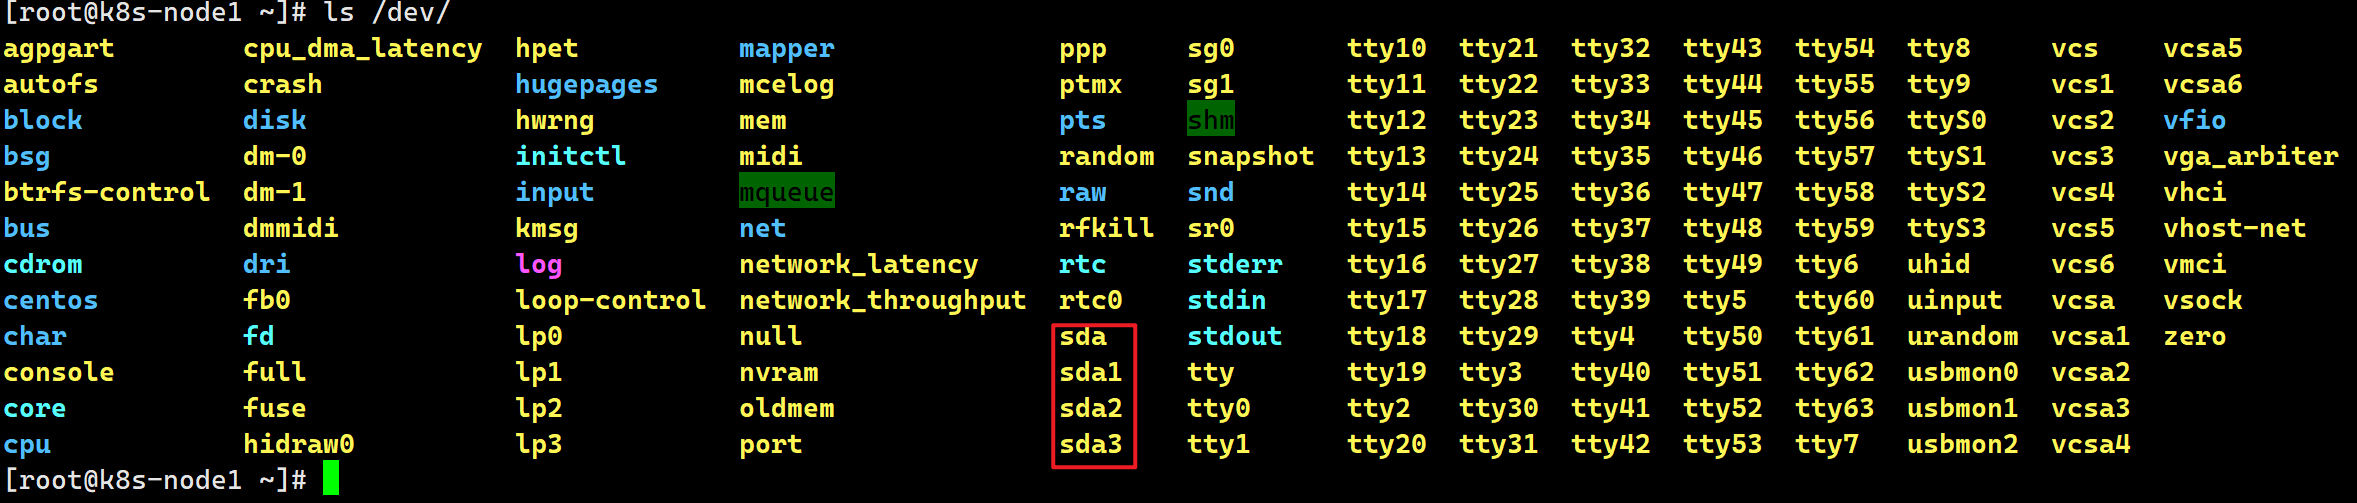 [root@k8s-node1 ~]# ls /dev/
agpgart cpu_dma_latency hpet mapper ppp sg0 tty10 tty21 tty32 tty43 tty54 tty8 vcs vcsa5
autofs crash hugepages mcelog ptmx sg1 tty11 tty22 tty33 tty44 tty55 tty9 vcs1 vcsa6
block disk hwrng mem pts shm tty12 tty23 tty34 tty45 tty56 ttyS0 vcs2 vfio
bsg dm-0 initctl midi random snapshot tty13 tty24 tty35 tty46 tty57 ttyS1 vcs3 vga_arbiter
btrfs-control dm-1 input mqueue raw snd tty14 tty25 tty36 tty47 tty58 ttyS2 vcs4 vhci
bus dmmidi kmsg net rfkill sr0 tty15 tty26 tty37 tty48 tty59 ttyS3 vcs5 vhost-net
cdrom dri log network_latency rtc stderr tty16 tty27 tty38 tty49 tty6 uhid vcs6 vmci
centos fb0 loop-control network_throughput rtc0 stdin tty17 tty28 tty39 tty5 tty60 uinput vcsa vsock
char fd lp0 null sda stdout tty18 tty29 tty4 tty50 tty61 urandom vcsa1 zero
console full lp1 nvram sda1 tty tty19 tty3 tty40 tty51 tty62 usbmon0 vcsa2
core fuse lp2 oldmem sda2 tty0 tty2 tty30 tty41 tty52 tty63 usbmon1 vcsa3
cpu hidraw0 lp3 port sda3 tty1 tty20 tty31 tty42 tty53 tty7 usbmon2 vcsa4
[root@k8s-node1 ~]#